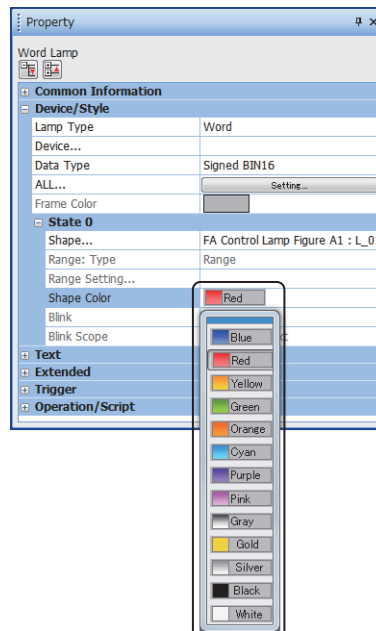 Property
Word Lamp
Common Information
Device/Style
Lamp Type Word
Device...
Data Type Signed BIN16
ALL... Setting...
Frame Color
State 0
Shape... FA Control Lamp Figure A1 : L_0
Range: Type Range
Range Setting...
Shape Color Red
Blink
Blink Scope
Text
Extended
Trigger
Operation/Script
Blue
Red
Yellow
Green
Orange
Cyan
Purple
Pink
Gray
Gold
Silver
Black
White